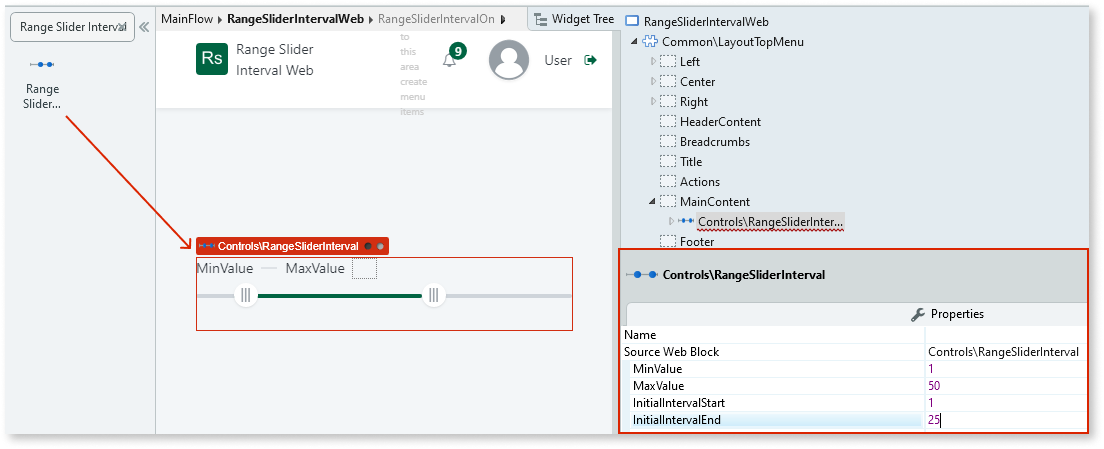 Range Slider Interval
Range
Slider...
MainFlow RangeSliderIntervalWeb RangeSliderIntervalOn
Widget Tree
Rs
Range Slider
Interval Web
to
this
area
create
menu
items
9
User
Controls\RangeSliderInterval
MinValue
MaxValue
RangeSliderIntervalWeb
Common\LayoutTopMenu
Left
Center
Right
HeaderContent
Breadcrumbs
Title
Actions
MainContent
Controls\RangeSliderInter...
Footer
Controls\RangeSliderInterval
Properties
Name
Source Web Block Controls\RangeSliderInterval
MinValue 1
MaxValue 50
InitialIntervalStart 1
InitialIntervalEnd 25